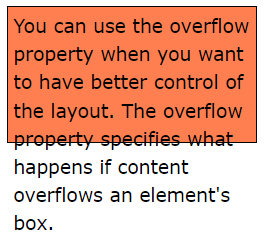 You can use the overflow
property when you want
to have better control of
the layout. The overflow
property specifies what
happens if content
overflows an element's
box.